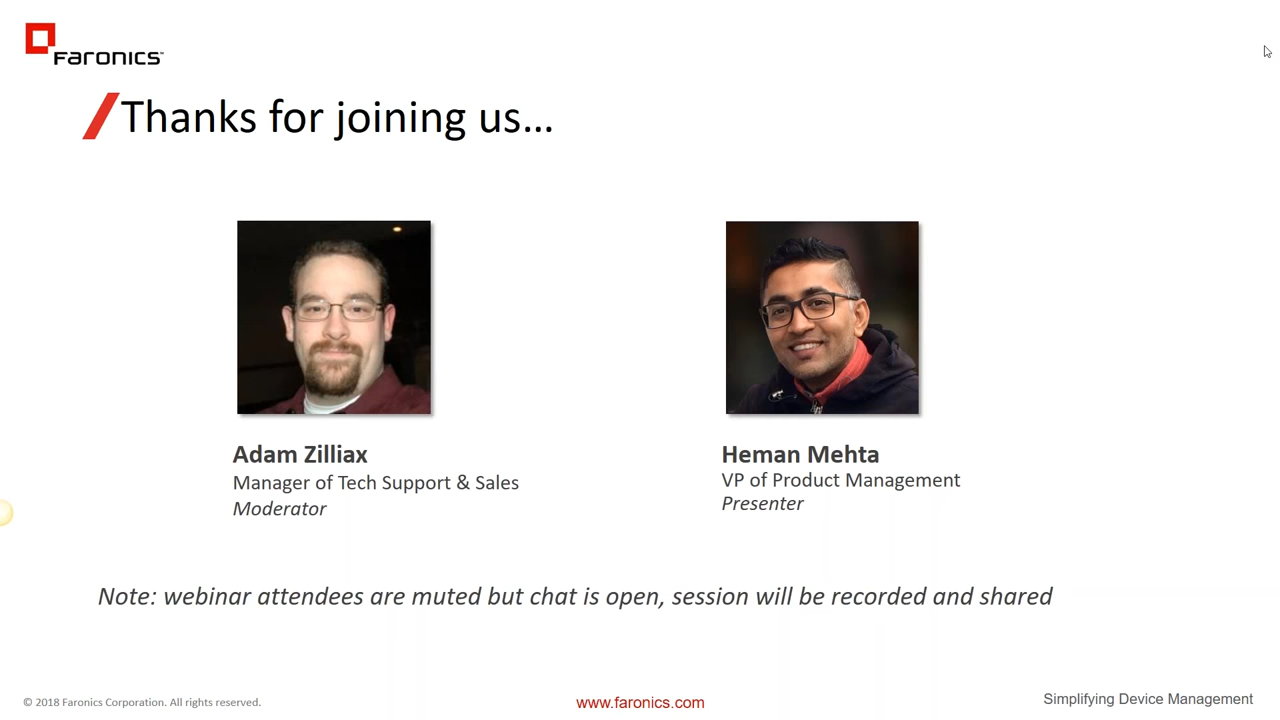 FARONICS™
Thanks for joining us...
Adam Zilliax
Manager of Tech Support & Sales
Moderator
Heman Mehta
VP of Product Management
Presenter
Note: webinar attendees are muted but chat is open, session will be recorded and shared
© 2018 Faronics Corporation. All rights reserved.
www.faronics.com
Simplifying Device Management